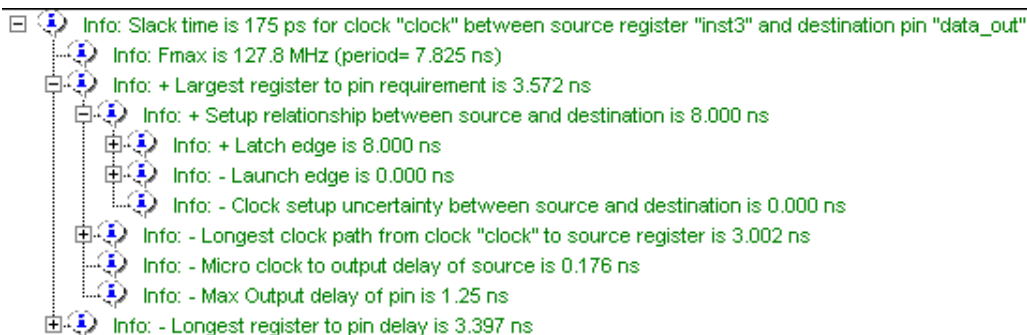 Info: Slack time is 175 ps for clock "clock" between source register "inst3" and destination pin "data_out"
Info: Fmax is 127.8 MHz (period= 7.825 ns)
Info: + Largest register to pin requirement is 3.572 ns
Info: + Setup relationship between source and destination is 8.000 ns
Info: + Latch edge is 8.000 ns
Info: - Launch edge is 0.000 ns
Info: - Clock setup uncertainty between source and destination is 0.000 ns
Info: - Longest clock path from clock "clock" to source register is 3.002 ns
Info: - Micro clock to output delay of source is 0.176 ns
Info: - Max Output delay of pin is 1.25 ns
Info: - Longest register to pin delay is 3.397 ns